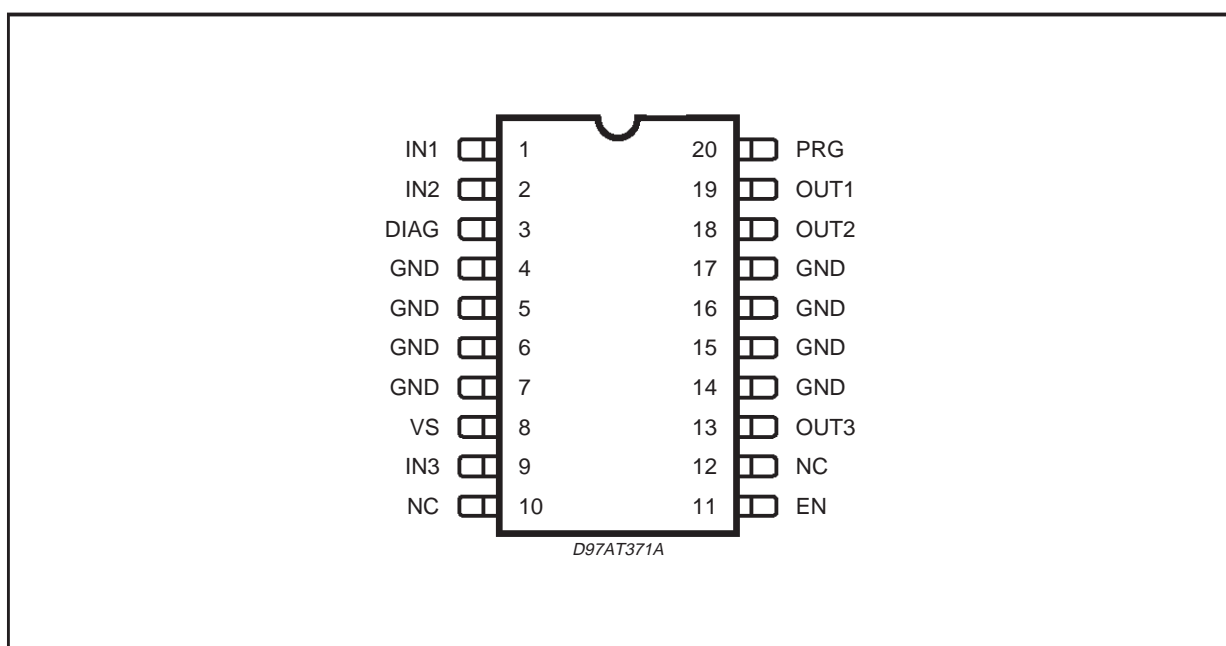 IN1 1 20 PRG
IN2 2 19 OUT1
DIAG 3 18 OUT2
GND 4 17 GND
GND 5 16 GND
GND 6 15 GND
GND 7 14 GND
VS 8 13 OUT3
IN3 9 12 NC
NC 10 11 EN
D97AT371A